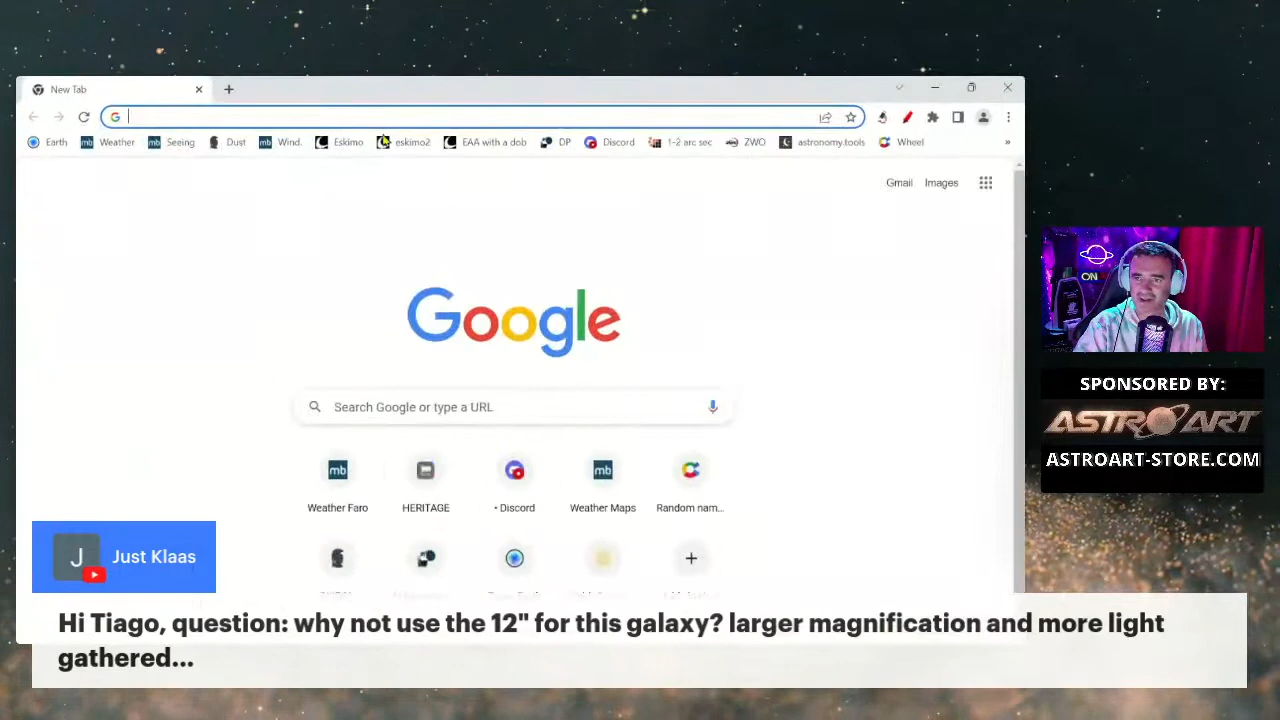 New Tab
Earth Weather Seeing Dust Wind. Eskimo eskimo2 EAA with a dob DP Discord 1-2 arc sec ZWO astronomy.tools Wheel »
Gmail Images
Google
Search Google or type a URL
mb mb
Weather Faro HERITAGE • Discord Weather Maps Random nam...
ON
SPONSORED BY:
ASTROART
ASTROART-STORE.COM
J Just Klaas
Hi Tiago, question: why not use the 12" for this galaxy? larger magnification and more light
gathered...